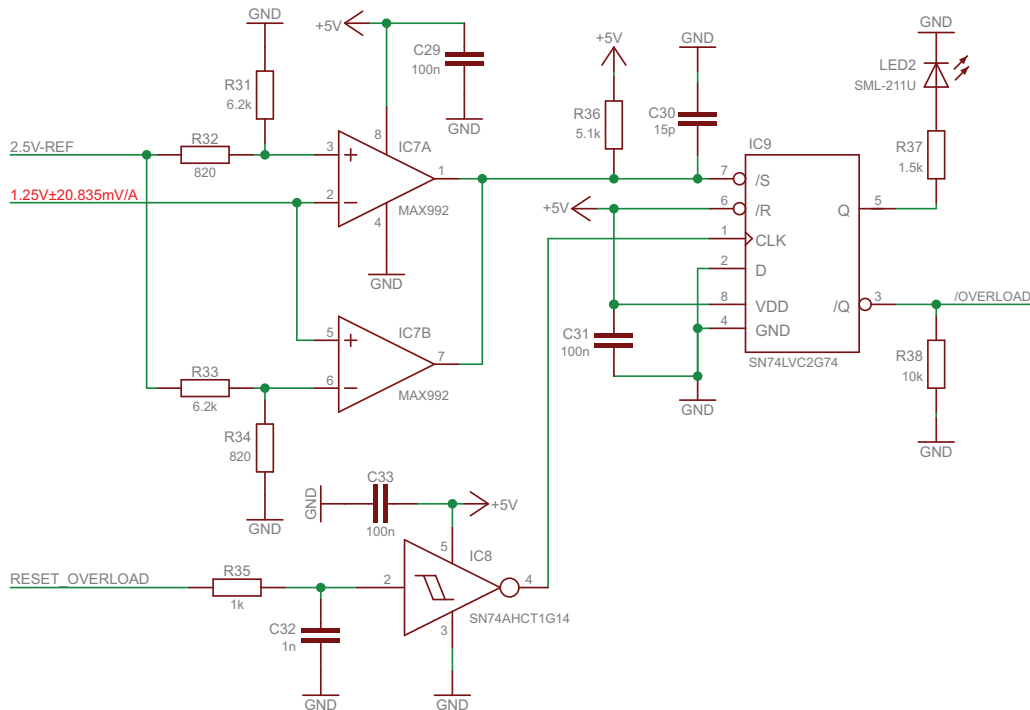 GND
+5V
C29
100n
GND
R31
6.2k
+5V
GND
GND
LED2
SML-211U
R36
5.1k
C30
15p
R37
1.5k
2.5V-REF
R32
820
8
3
IC7A
1
2
MAX992
4
GND
1.25V±20.835mV/A
IC9
7
/S
+5V
6
/R
Q
5
1
CLK
2
D
8
VDD
/Q
3
/OVERLOAD
4
GND
C31
100n
SN74LVC2G74
GND
R38
10k
GND
5
IC7B
7
6
MAX992
R33
6.2k
R34
820
GND
GND
C33
100n
+5V
5
IC8
RESET_OVERLOAD
R35
1k
2
4
SN74AHCT1G14
3
C32
1n
GND
GND